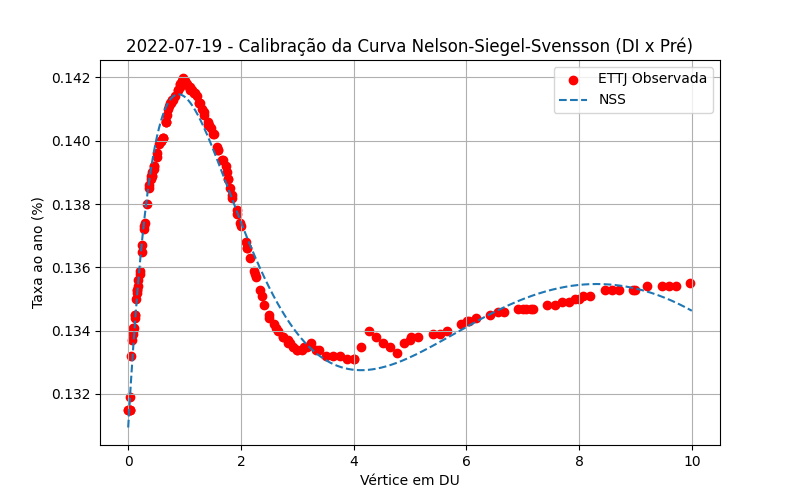 2022-07-19 - Calibração da Curva Nelson-Siegel-Svensson (DI x Pré)
ETTJ Observada
NSS
Taxa ao ano (%)
0.142
0.140
0.138
0.136
0.134
0.132
0 2 4 6 8 10
Vértice em DU